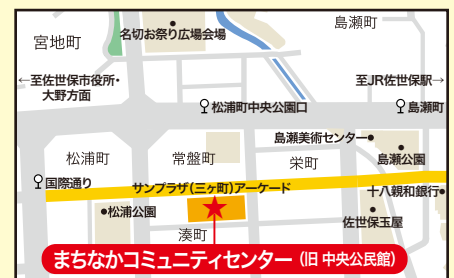 島瀬町
名切お祭り広場会場
宮地町
←至佐世保市役所・
大野方面
至JR佐世保駅→
松浦町中央公園口
島瀬町
島瀬美術センター
松浦町
常盤町
栄町
島瀬公園
国際通り
サンプラザ(三ヶ町)アーケード
十八親和銀行
松浦公園
佐世保玉屋
湊町
まちなかコミュニティセンター(旧 中央公民館)